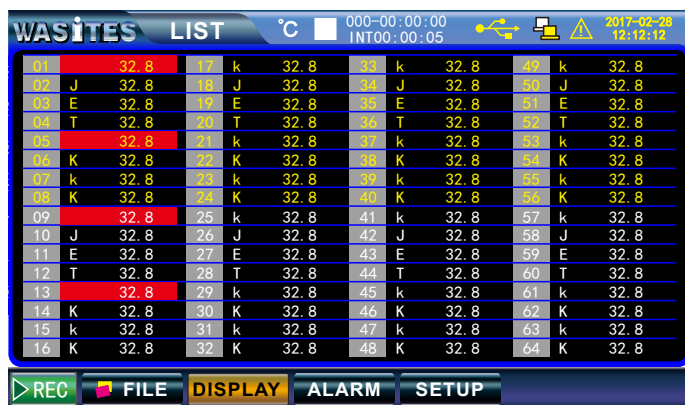 WASiTES LIST °C 000-00:00:00 2017-02-28
INT00:00:05 12:12:12
01 32.8 17 k 32.8 33 k 32.8 49 k 32.8
02 J 32.8 18 J 32.8 34 J 32.8 50 J 32.8
03 E 32.8 19 E 32.8 35 E 32.8 51 E 32.8
04 T 32.8 20 T 32.8 36 T 32.8 52 T 32.8
05 32.8 21 k 32.8 37 k 32.8 53 k 32.8
06 K 32.8 22 K 32.8 38 K 32.8 54 K 32.8
07 k 32.8 23 k 32.8 39 k 32.8 55 k 32.8
08 K 32.8 24 K 32.8 40 K 32.8 56 K 32.8
09 32.8 25 k 32.8 41 k 32.8 57 k 32.8
10 J 32.8 26 J 32.8 42 J 32.8 58 J 32.8
11 E 32.8 27 E 32.8 43 E 32.8 59 E 32.8
12 T 32.8 28 T 32.8 44 T 32.8 60 T 32.8
13 32.8 29 k 32.8 45 k 32.8 61 k 32.8
14 K 32.8 30 K 32.8 46 K 32.8 62 K 32.8
15 k 32.8 31 k 32.8 47 k 32.8 63 k 32.8
16 K 32.8 32 K 32.8 48 K 32.8 64 K 32.8
REC FILE DISPLAY ALARM SETUP